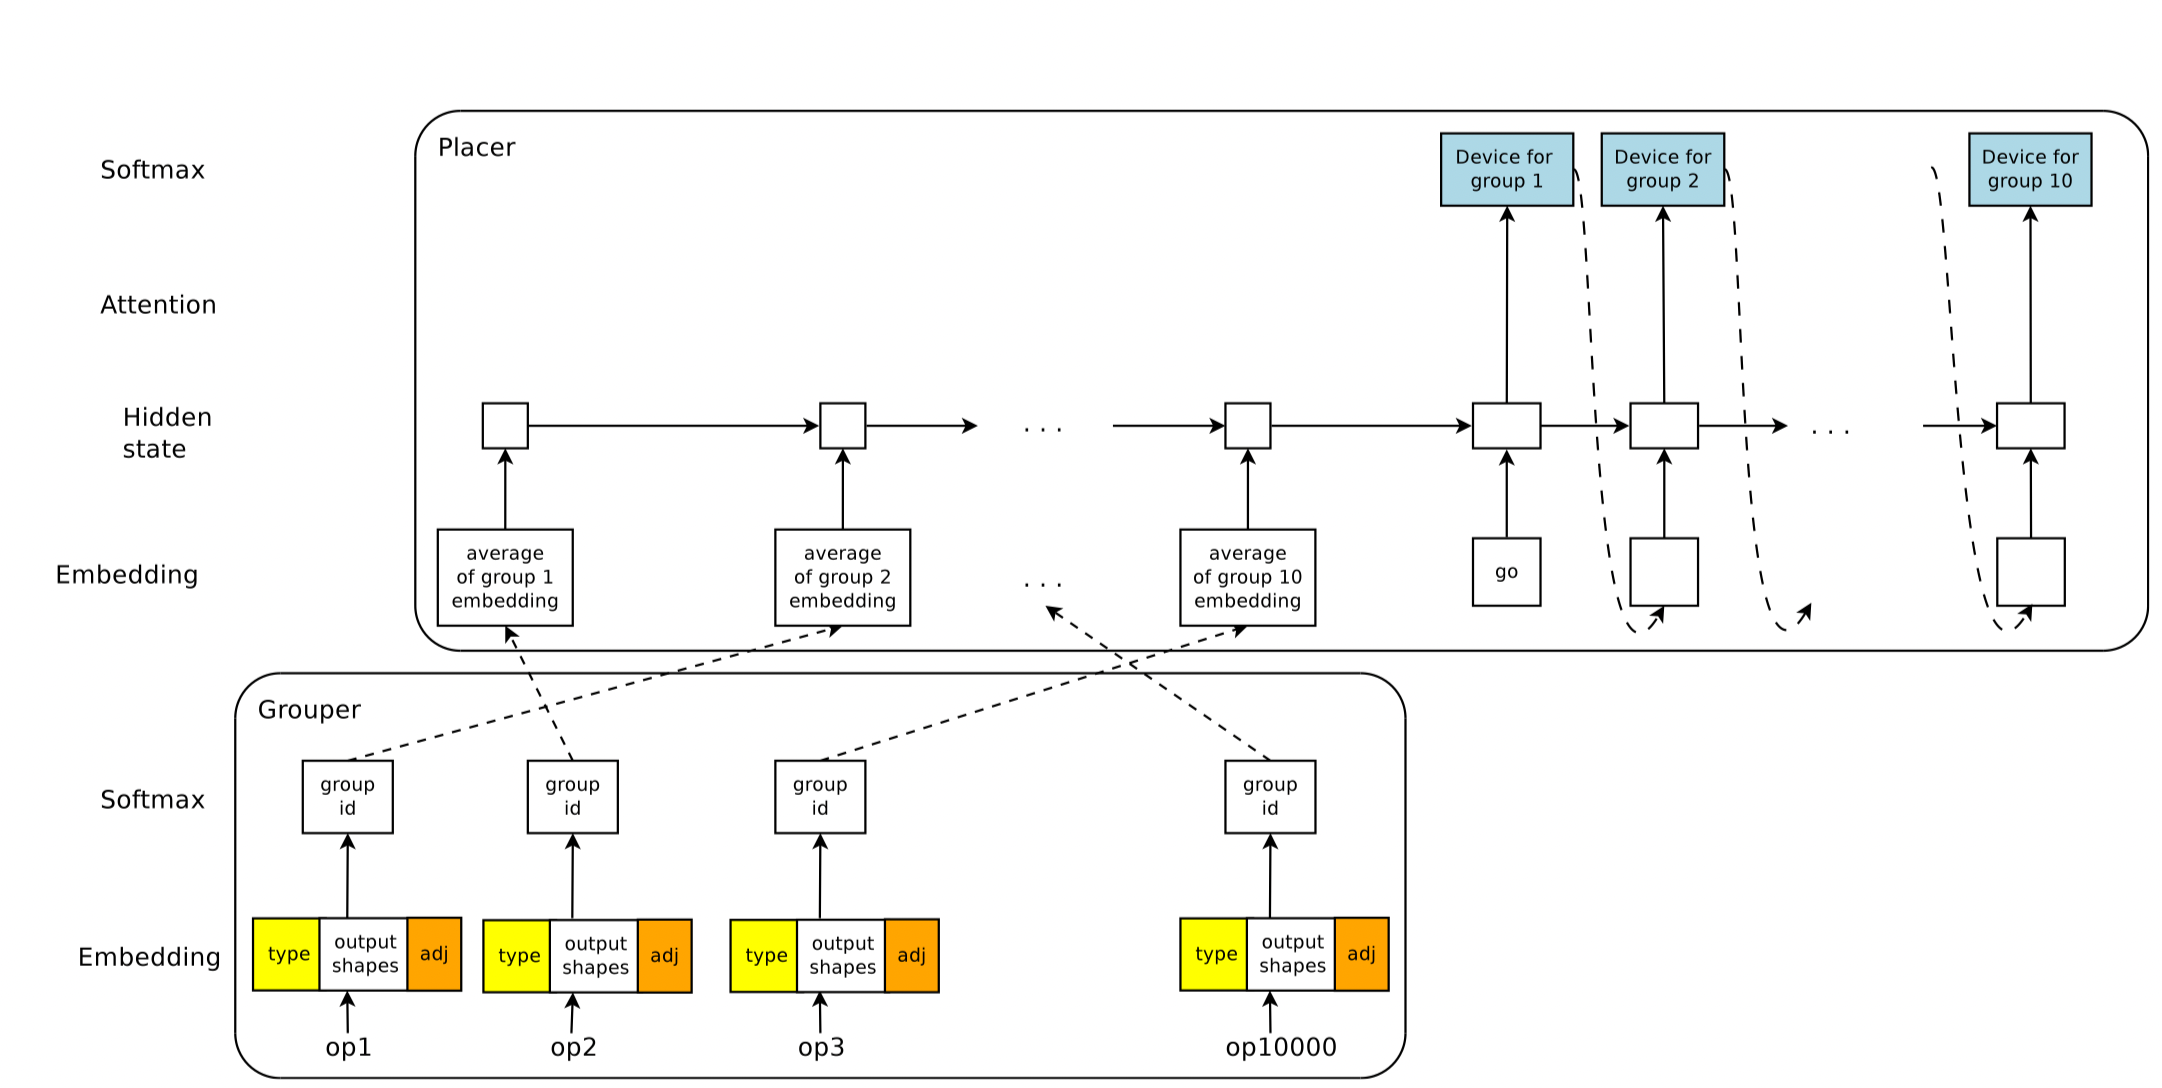 Placer
Softmax
Device for
group 1
Device for
group 2
Device for
group 10
Attention
Hidden
state
. . .
. . .
Embedding
average
of group 1
embedding
average
of group 2
embedding
. . .
average
of group 10
embedding
go
Grouper
Softmax
group
id
group
id
group
id
group
id
Embedding
type
output
shapes
adj
type
output
shapes
adj
type
output
shapes
adj
type
output
shapes
adj
op1
op2
op3
op10000